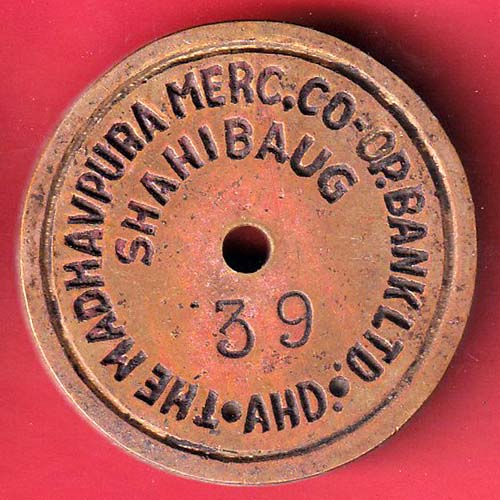 • THE MADHAVPURA MERC. CO-OP. BANK LTD. • AHD.
SHAHIBAUG
39